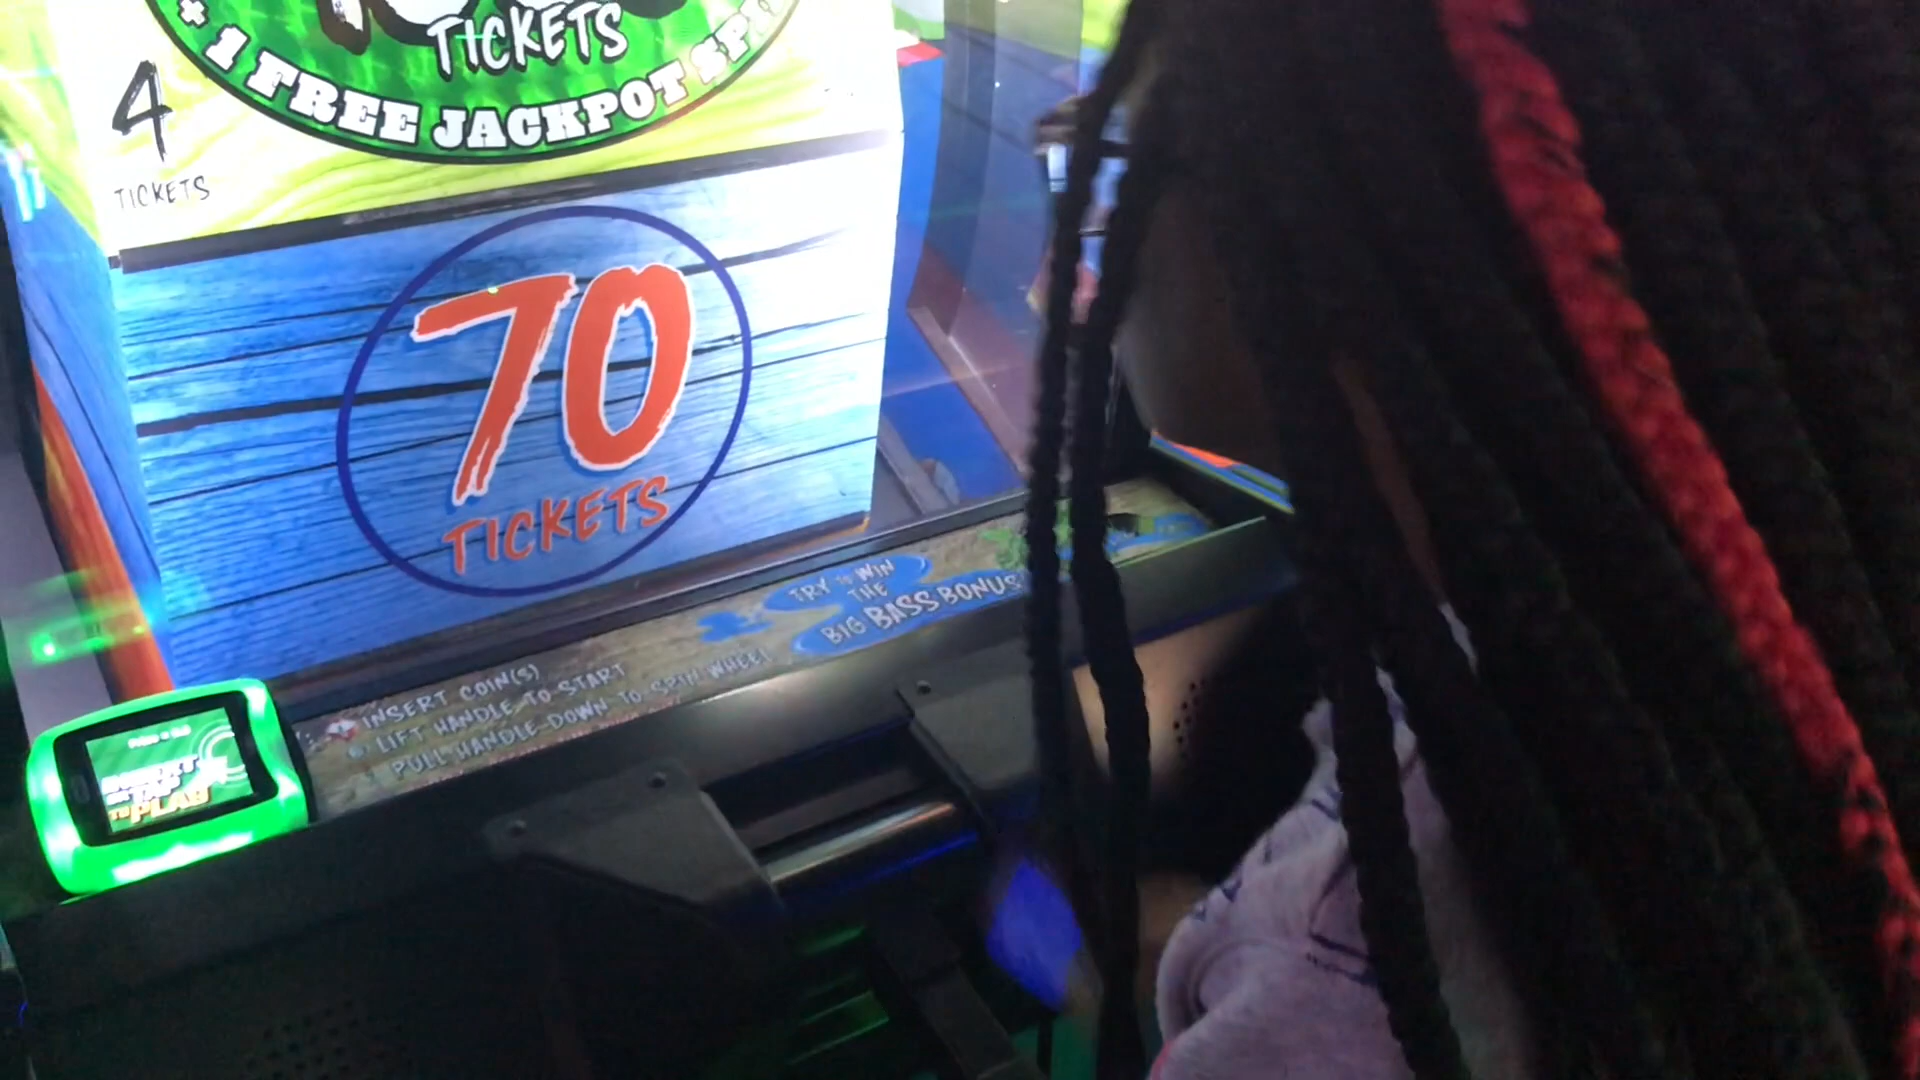 TICKETS
1 FREE JACKPOT
4
TICKETS
70
TICKETS
TRY TO WIN
THE
BIG BASS BONUS
INSERT COIN(S)
LIFT HANDLE TO START
PULL HANDLE DOWN TO SPIN WHEEL
TO PLAY